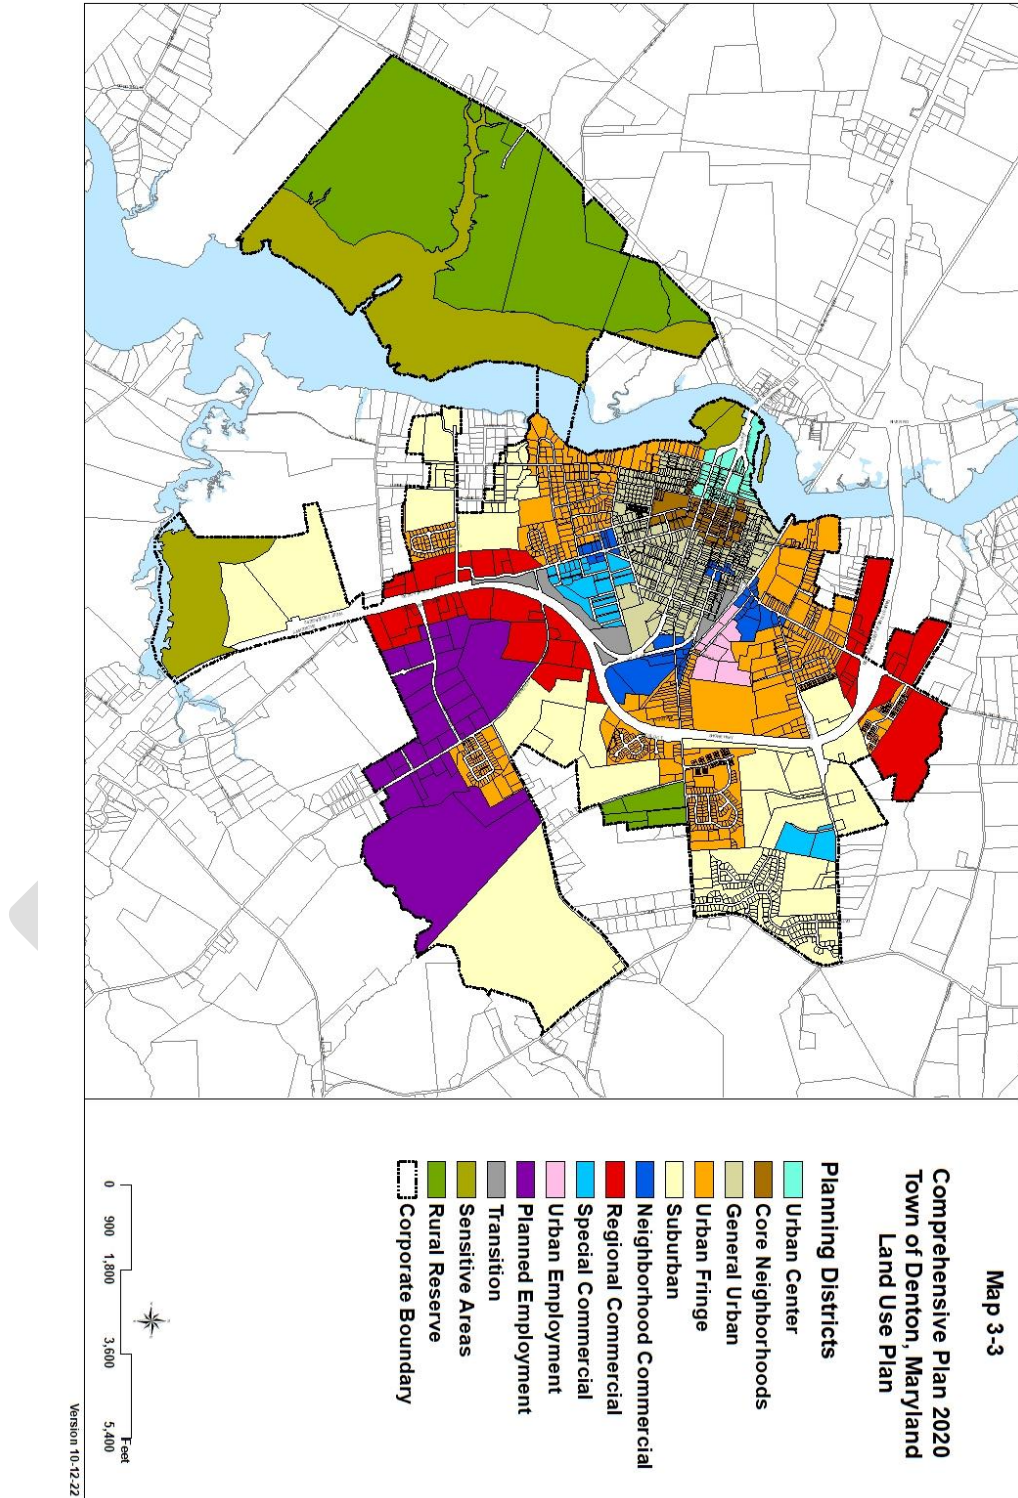 Map 3-3
Comprehensive Plan 2020
Town of Denton, Maryland
Land Use Plan
Planning Districts
Urban Center
Core Neighborhoods
General Urban
Urban Fringe
Suburban
Neighborhood Commercial
Regional Commercial
Special Commercial
Urban Employment
Planned Employment
Transition
Sensitive Areas
Rural Reserve
Corporate Boundary
0 900 1,800 3,600 5,400
Feet
Version 10-12-22